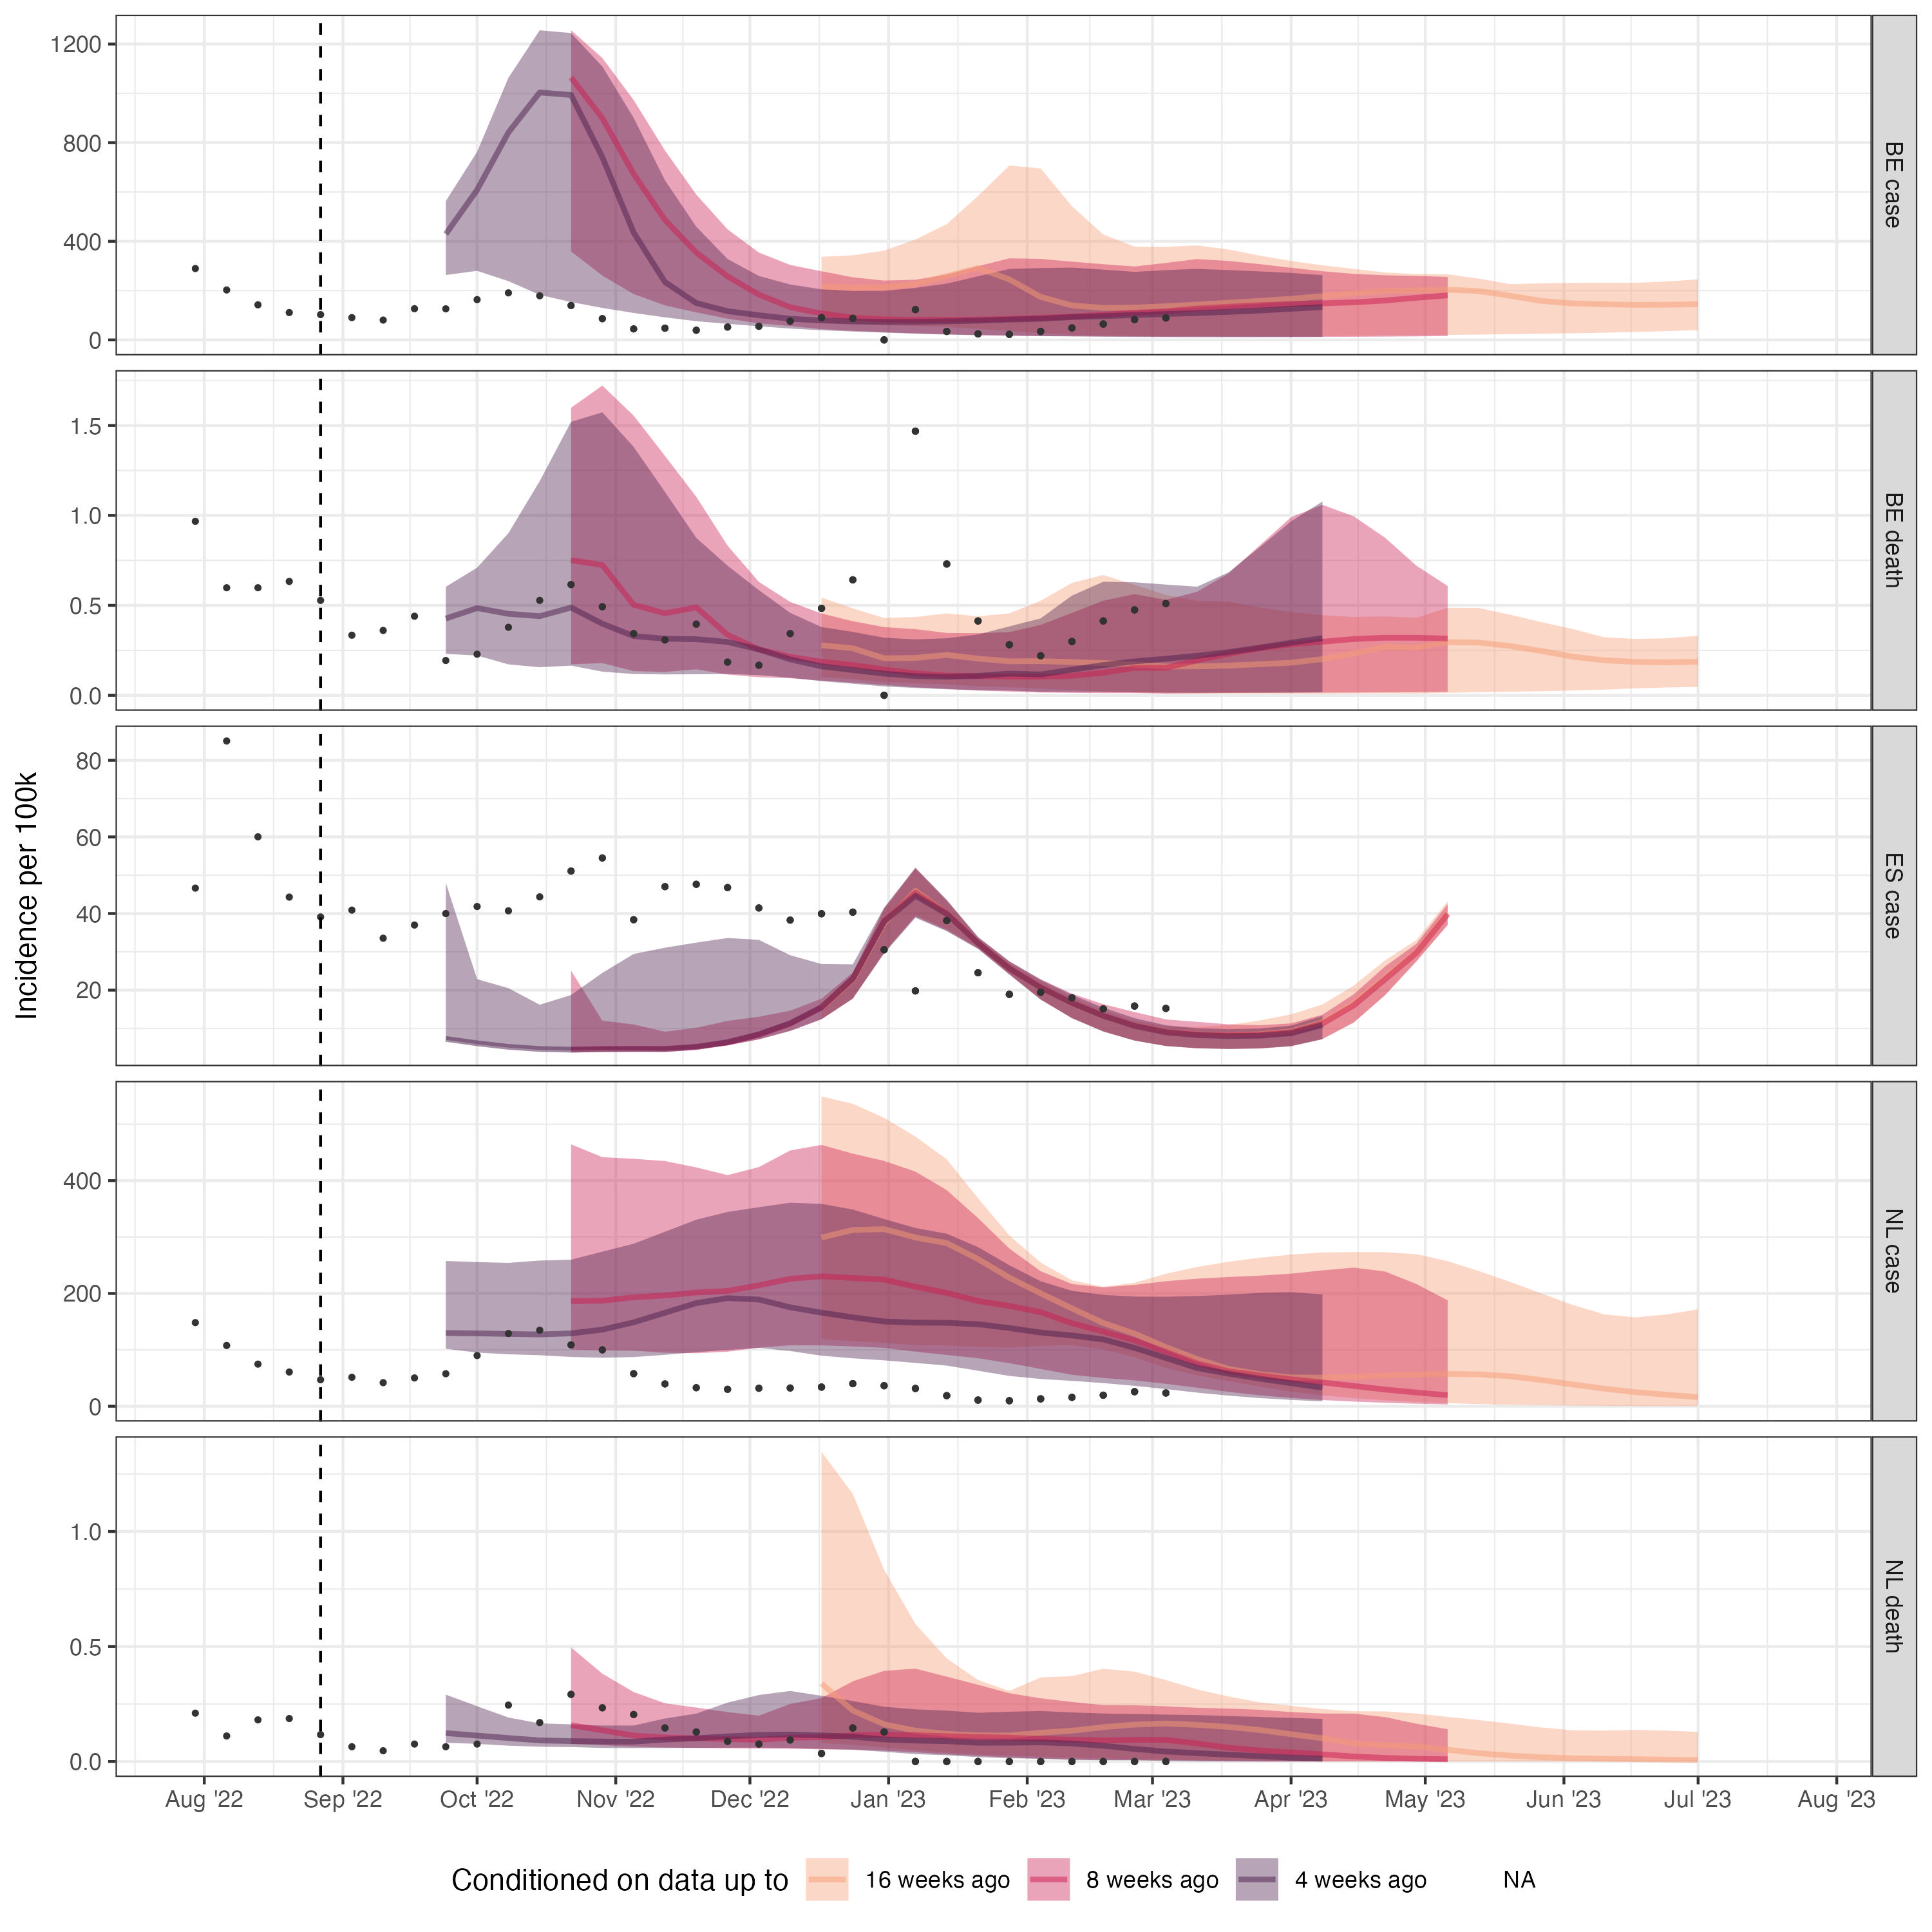 Incidence per 100k
1200
800
400
0
BE case
1.5
1.0
0.5
0.0
BE death
80
60
40
20
ES case
400
200
0
NL case
1.0
0.5
0.0
NL death
Aug '22 Sep '22 Oct '22 Nov '22 Dec '22 Jan '23 Feb '23 Mar '23 Apr '23 May '23 Jun '23 Jul '23 Aug '23
Conditioned on data up to 16 weeks ago 8 weeks ago 4 weeks ago NA